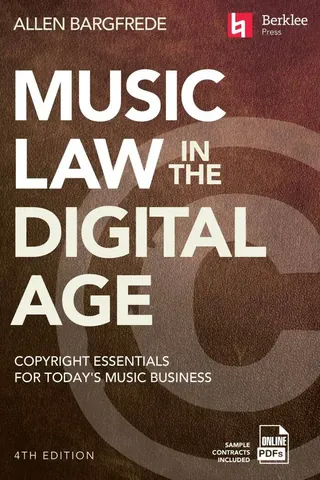 ALLEN BARGFREDE
Berklee
Press
MUSIC
LAW IN
THE
DIGITAL
AGE
COPYRIGHT ESSENTIALS
FOR TODAY'S MUSIC BUSINESS
4TH EDITION
SAMPLE
CONTRACTS
INCLUDED
ONLINE
PDFs